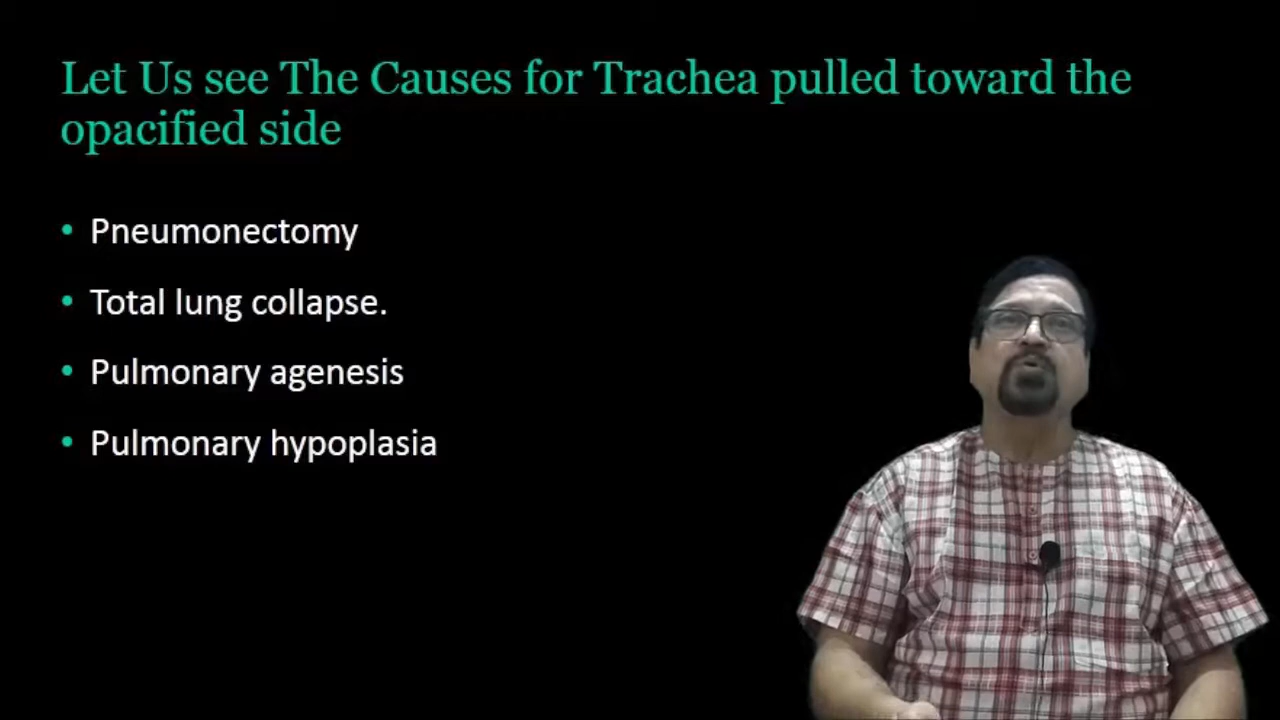 Let Us see The Causes for Trachea pulled toward the
opacified side
• Pneumonectomy
• Total lung collapse.
• Pulmonary agenesis
• Pulmonary hypoplasia